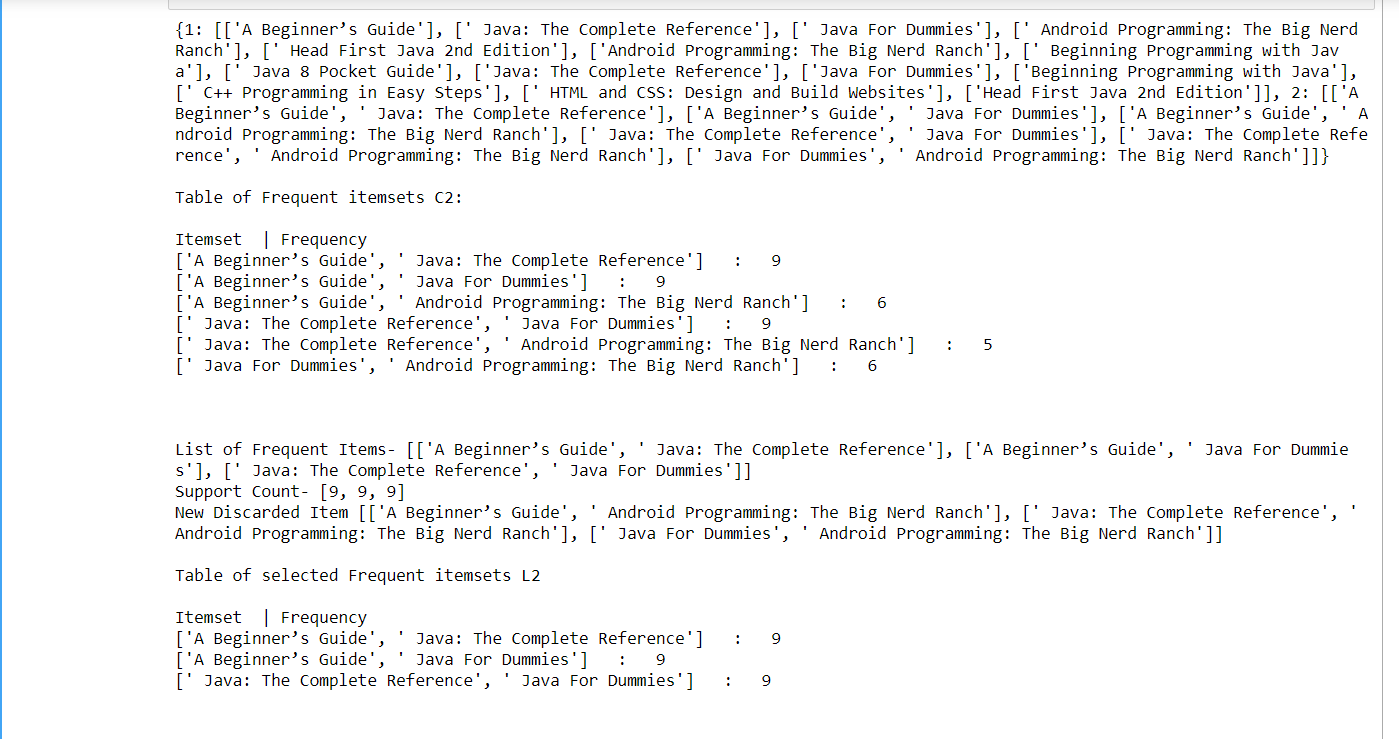 {1: [['A Beginner’s Guide'], [' Java: The Complete Reference'], [' Java For Dummies'], [' Android Programming: The Big Nerd
Ranch'], [' Head First Java 2nd Edition'], ['Android Programming: The Big Nerd Ranch'], [' Beginning Programming with Jav
a'], [' Java 8 Pocket Guide'], ['Java: The Complete Reference'], ['Java For Dummies'], ['Beginning Programming with Java'],
[' C++ Programming in Easy Steps'], [' HTML and CSS: Design and Build Websites'], ['Head First Java 2nd Edition']], 2: [['A
Beginner’s Guide', ' Java: The Complete Reference'], ['A Beginner’s Guide', ' Java For Dummies'], ['A Beginner’s Guide', ' A
ndroid Programming: The Big Nerd Ranch'], [' Java: The Complete Reference', ' Java For Dummies'], [' Java: The Complete Refe
rence', ' Android Programming: The Big Nerd Ranch'], [' Java For Dummies', ' Android Programming: The Big Nerd Ranch']]}
Table of Frequent itemsets C2:
Itemset  | Frequency
['A Beginner’s Guide', ' Java: The Complete Reference']   :   9
['A Beginner’s Guide', ' Java For Dummies']   :   9
['A Beginner’s Guide', ' Android Programming: The Big Nerd Ranch']   :   6
[' Java: The Complete Reference', ' Java For Dummies']   :   9
[' Java: The Complete Reference', ' Android Programming: The Big Nerd Ranch']   :   5
[' Java For Dummies', ' Android Programming: The Big Nerd Ranch']   :   6
List of Frequent Items- [['A Beginner’s Guide', ' Java: The Complete Reference'], ['A Beginner’s Guide', ' Java For Dummie
s'], [' Java: The Complete Reference', ' Java For Dummies']]
Support Count- [9, 9, 9]
New Discarded Item [['A Beginner’s Guide', ' Android Programming: The Big Nerd Ranch'], [' Java: The Complete Reference', '
Android Programming: The Big Nerd Ranch'], [' Java For Dummies', ' Android Programming: The Big Nerd Ranch']]
Table of selected Frequent itemsets L2
Itemset  | Frequency
['A Beginner’s Guide', ' Java: The Complete Reference']   :   9
['A Beginner’s Guide', ' Java For Dummies']   :   9
[' Java: The Complete Reference', ' Java For Dummies']   :   9